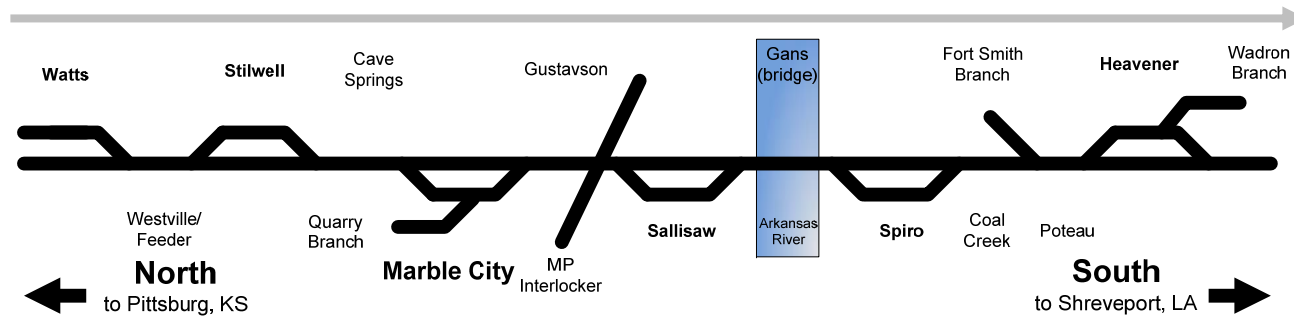 Watts
Stilwell
Cave
Springs
Gustavson
Gans
(bridge)
Fort Smith
Branch
Heavener
Wadron
Branch
Westville/
Feeder
Quarry
Branch
Marble City
MP
Interlocker
Sallisaw
Arkansas
River
Spiro
Coal
Creek
Poteau
North
to Pittsburg, KS
South
to Shreveport, LA